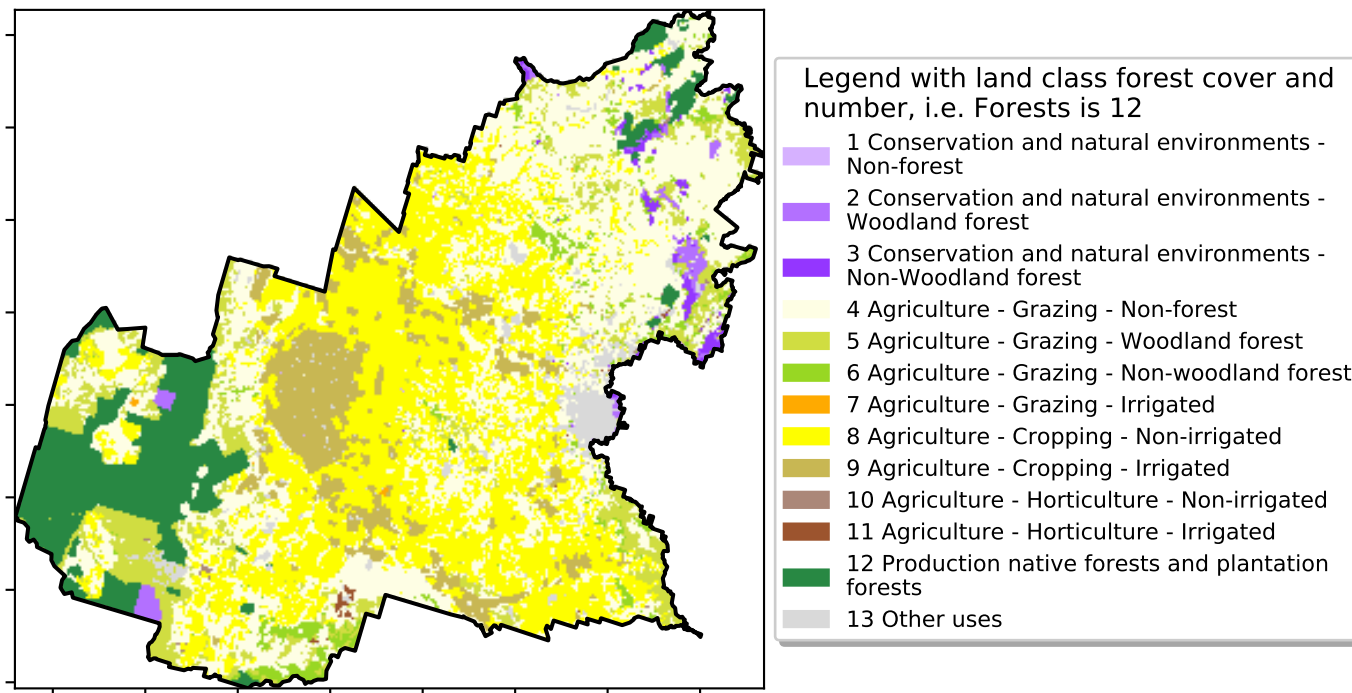 Legend with land class forest cover and
number, i.e. Forests is 12
1 Conservation and natural environments -
Non-forest
2 Conservation and natural environments -
Woodland forest
3 Conservation and natural environments -
Non-Woodland forest
4 Agriculture - Grazing - Non-forest
5 Agriculture - Grazing - Woodland forest
6 Agriculture - Grazing - Non-woodland forest
7 Agriculture - Grazing - Irrigated
8 Agriculture - Cropping - Non-irrigated
9 Agriculture - Cropping - Irrigated
10 Agriculture - Horticulture - Non-irrigated
11 Agriculture - Horticulture - Irrigated
12 Production native forests and plantation
forests
13 Other uses